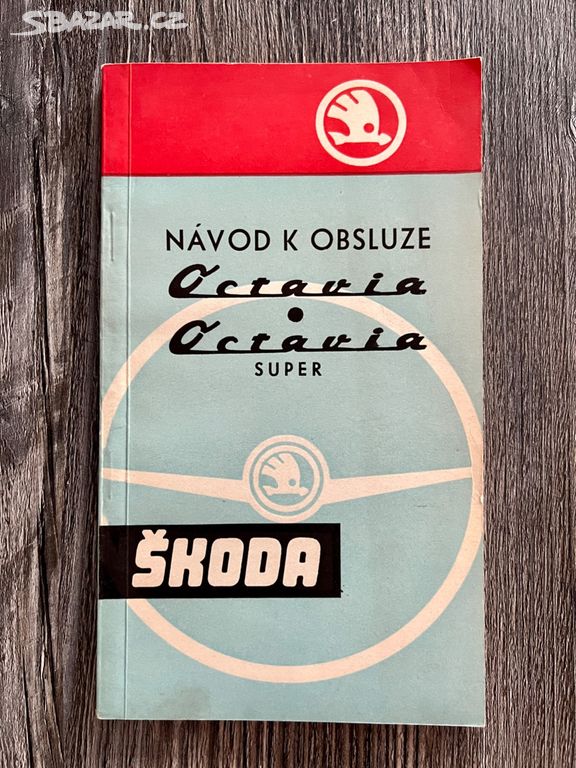 SBAZAR.CZ
NÁVOD K OBSLUZE
Octavia
•
Octavia
SUPER
ŠKODA